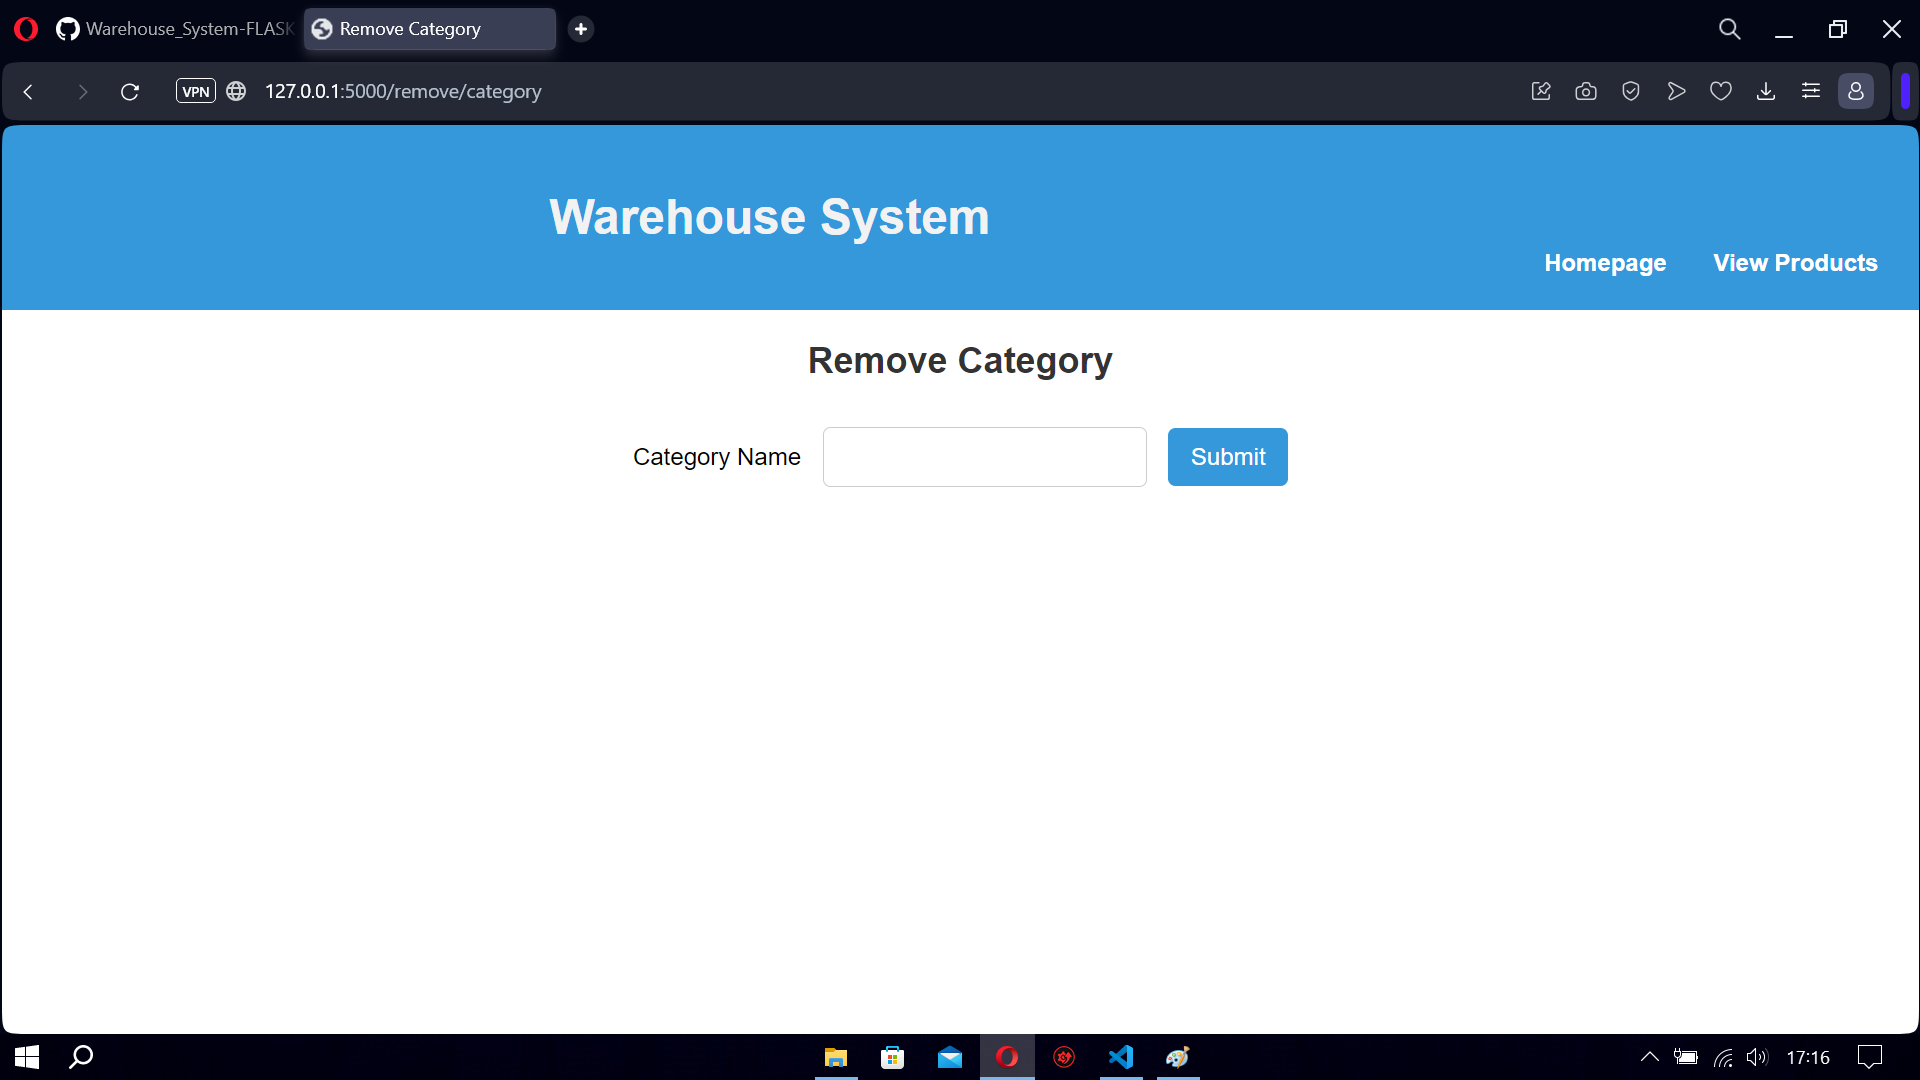 Warehouse_System-FLASK
Remove Category
VPN
127.0.0.1:5000/remove/category
Warehouse System
Homepage
View Products
Remove Category
Category Name
Submit
17:16